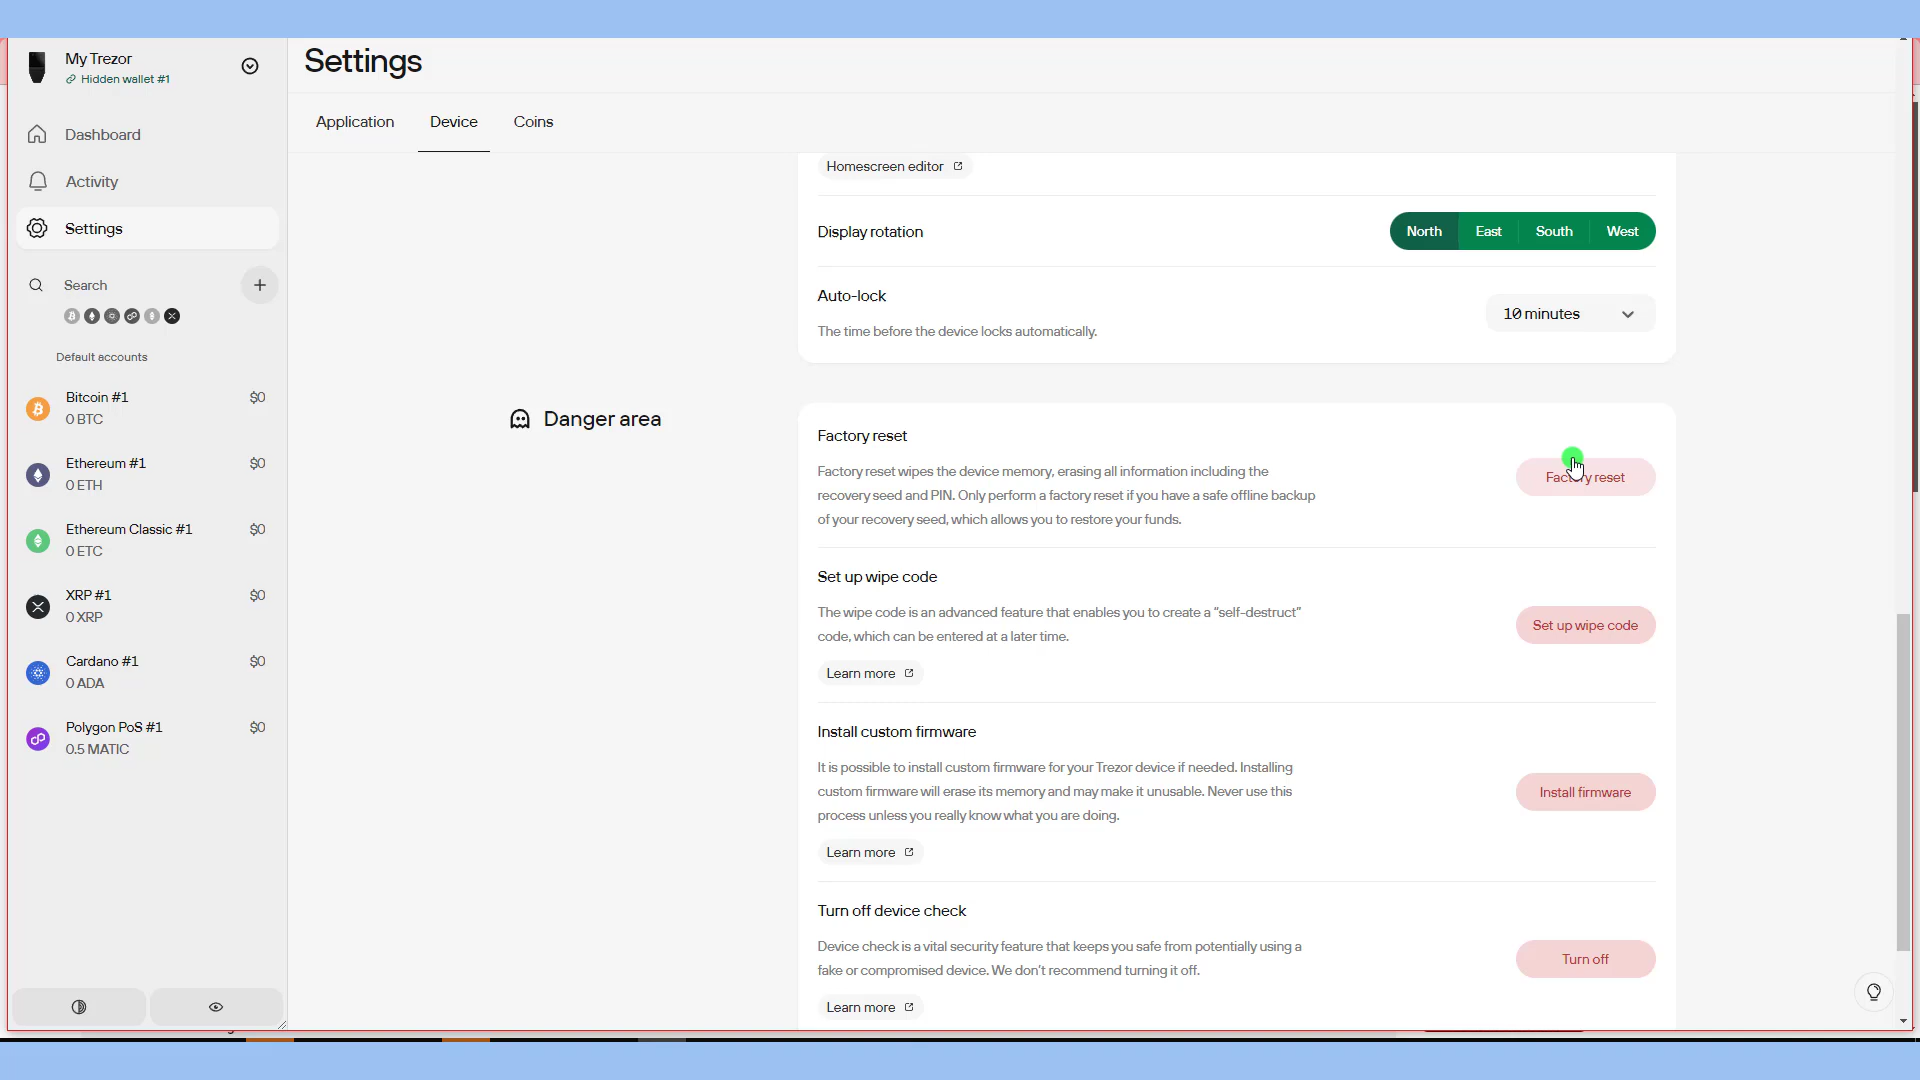 My Trezor
Hidden wallet #1
Dashboard
Activity
Settings
Search
Default accounts
Bitcoin #1 $0
0 BTC
Ethereum #1 $0
0 ETH
Ethereum Classic #1 $0
0 ETC
XRP #1 $0
0 XRP
Cardano #1 $0
0 ADA
Polygon PoS #1 $0
0.5 MATIC
Settings
Application Device Coins
Homescreen editor
Display rotation
North East South West
Auto-lock
The time before the device locks automatically.
10 minutes
Danger area
Factory reset
Factory reset wipes the device memory, erasing all information including the
recovery seed and PIN. Only perform a factory reset if you have a safe offline backup
of your recovery seed, which allows you to restore your funds.
Factory reset
Set up wipe code
The wipe code is an advanced feature that enables you to create a “self-destruct”
code, which can be entered at a later time.
Learn more
Set up wipe code
Install custom firmware
It is possible to install custom firmware for your Trezor device if needed. Installing
custom firmware will erase its memory and may make it unusable. Never use this
process unless you really know what you are doing.
Learn more
Install firmware
Turn off device check
Device check is a vital security feature that keeps you safe from potentially using a
fake or compromised device. We don’t recommend turning it off.
Learn more
Turn off